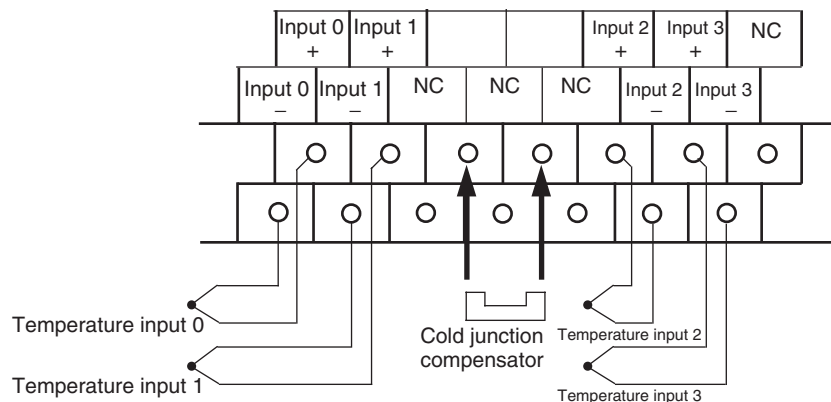 Input 0 Input 1 Input 2 Input 3 NC
+ + + +
Input 0 Input 1 NC NC NC Input 2 Input 3
– – – –
Temperature input 0
Cold junction
compensator
Temperature input 2
Temperature input 1
Temperature input 3